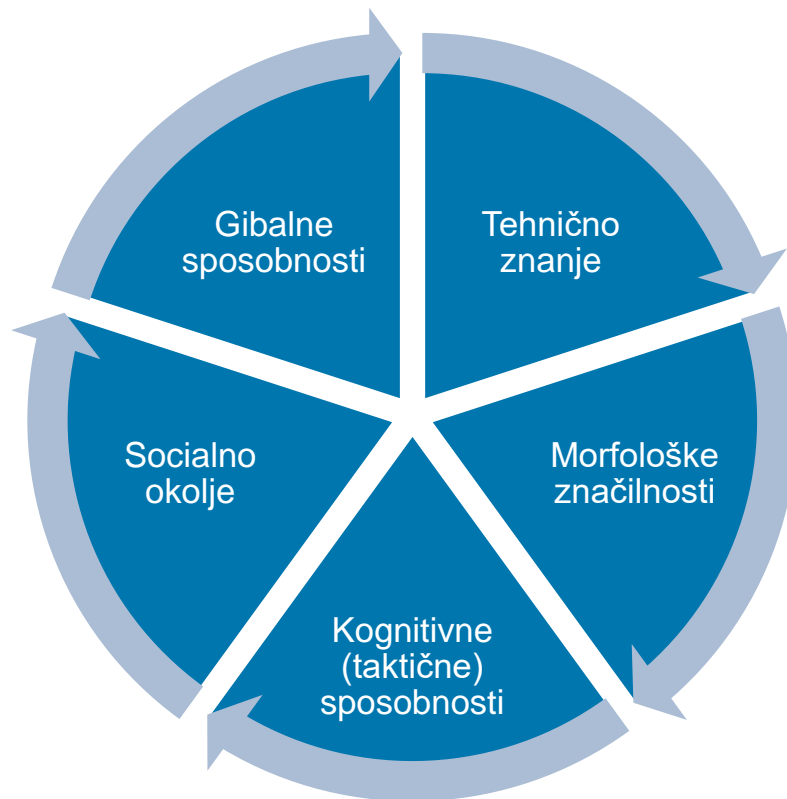 Gibalne
sposobnosti
Tehnično
znanje
Socialno
okolje
Morfološke
značilnosti
Kognitivne
(taktične)
sposobnosti